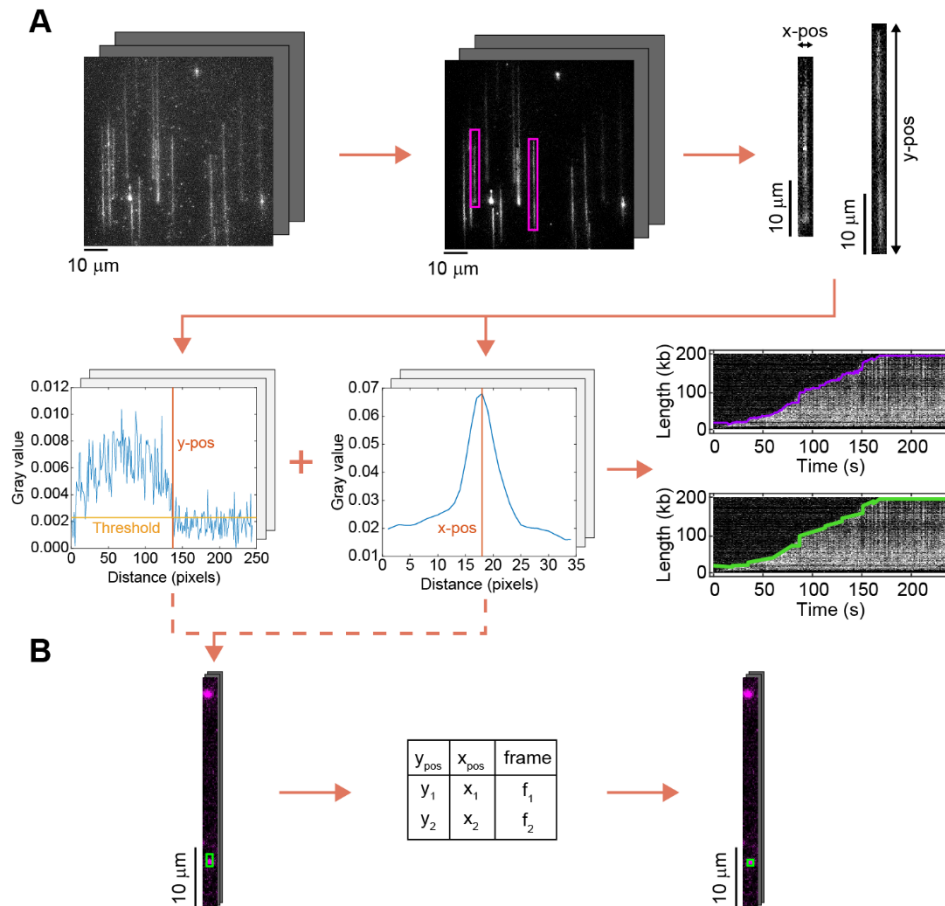 A
x-pos
y-pos
10 μm
10 μm
10 μm
10 μm
0.012
0.010
0.008
0.006
0.004
0.002
0.000
Gray value
y-pos
Threshold
0 50 100 150 200 250
Distance (pixels)
+
0.07
0.06
0.05
0.04
0.03
0.02
0.01
Gray value
x-pos
0 5 10 15 20 25 30 35
Distance (pixels)
200
100
0
Length (kb)
0 50 100 150 200
Time (s)
200
100
0
Length (kb)
0 50 100 150 200
Time (s)
B
10 μm
ypos xpos frame
y1 x1 f1
y2 x2 f2
10 μm